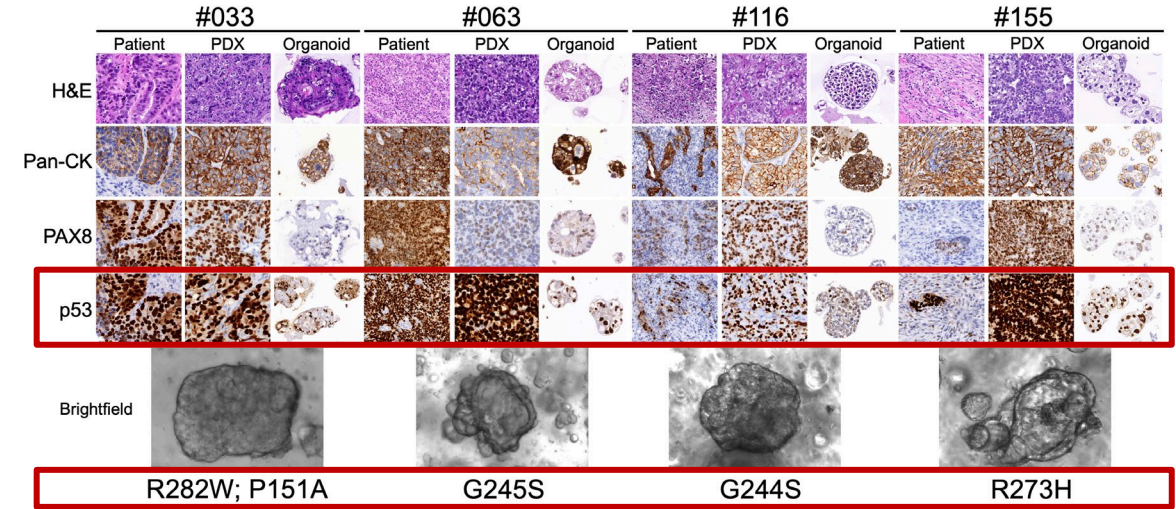 #033 #063 #116 #155
Patient PDX Organoid Patient PDX Organoid Patient PDX Organoid Patient PDX Organoid
H&E
Pan-CK
PAX8
p53
Brightfield
R282W; P151A G245S G244S R273H